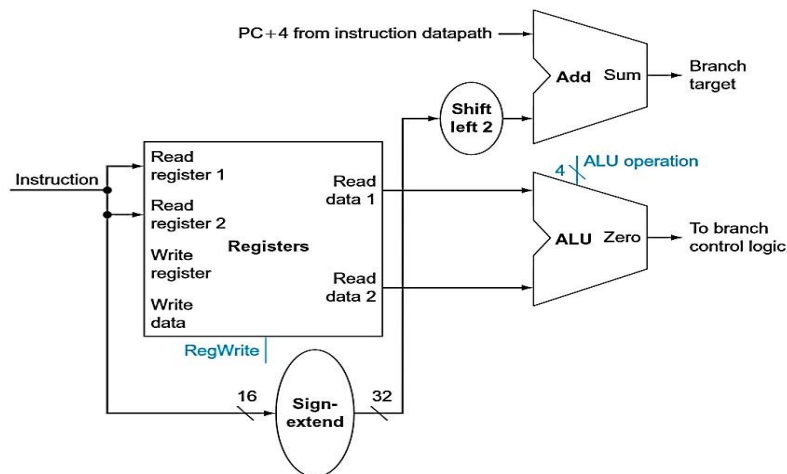 PC+4 from instruction datapath
Add Sum
Branch
target
Shift
left 2
Instruction
Read
register 1
Read
register 2
Write
register
Write
data
Registers
Read
data 1
Read
data 2
RegWrite
4
ALU operation
ALU Zero
To branch
control logic
16
Sign-
extend
32